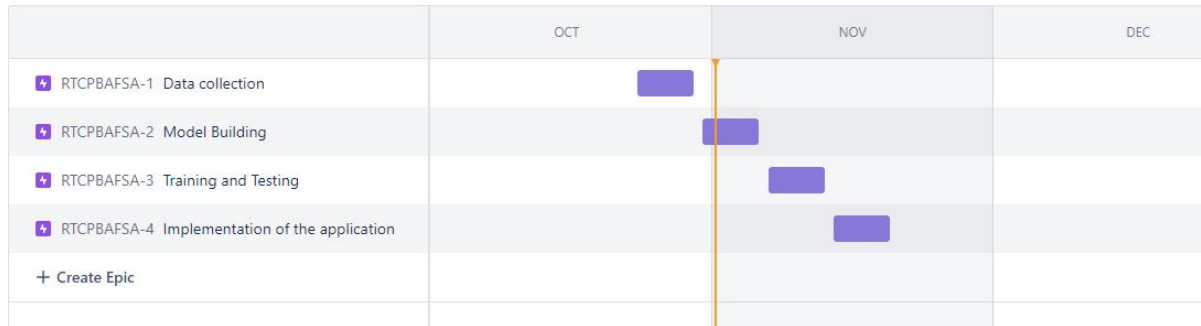 OCT NOV DEC
RTCPBAFSA-1 Data collection
RTCPBAFSA-2 Model Building
RTCPBAFSA-3 Training and Testing
RTCPBAFSA-4 Implementation of the application
+ Create Epic